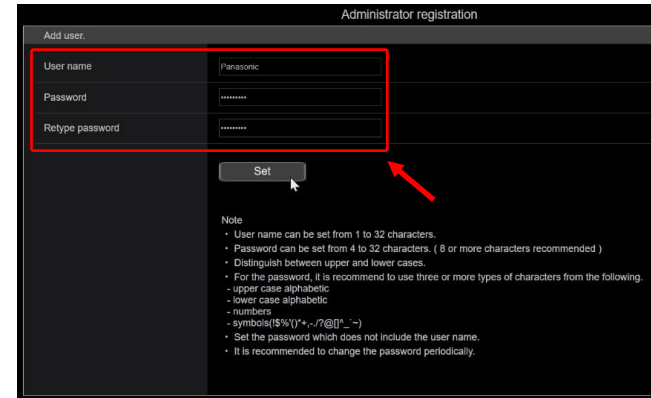 Administrator registration
Add user.
User name
Panasonic
Password
•••••••••
Retype password
•••••••••
Set
Note
・ User name can be set from 1 to 32 characters.
・ Password can be set from 4 to 32 characters. ( 8 or more characters recommended )
・ Distinguish between upper and lower cases.
・ For the password, it is recommend to use three or more types of characters from the following.
- upper case alphabetic
- lower case alphabetic
- numbers
- symbols(!$%'()*+,-./?@[]^_`~)
・ Set the password which does not include the user name.
・ It is recommended to change the password periodically.